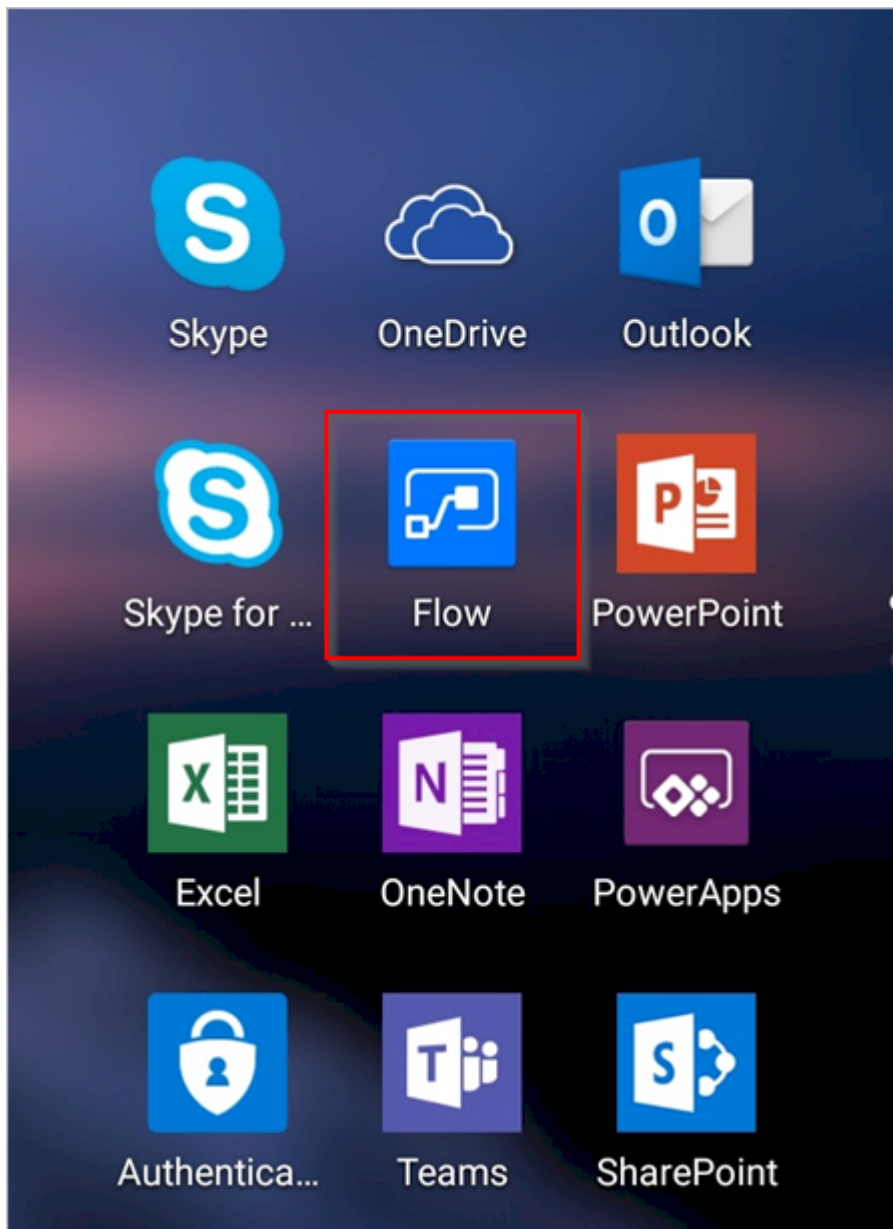 S
O
Skype
OneDrive
Outlook
S
P
Skype for ...
Flow
PowerPoint
X
N
Excel
OneNote
PowerApps
T
S
Authentica...
Teams
SharePoint